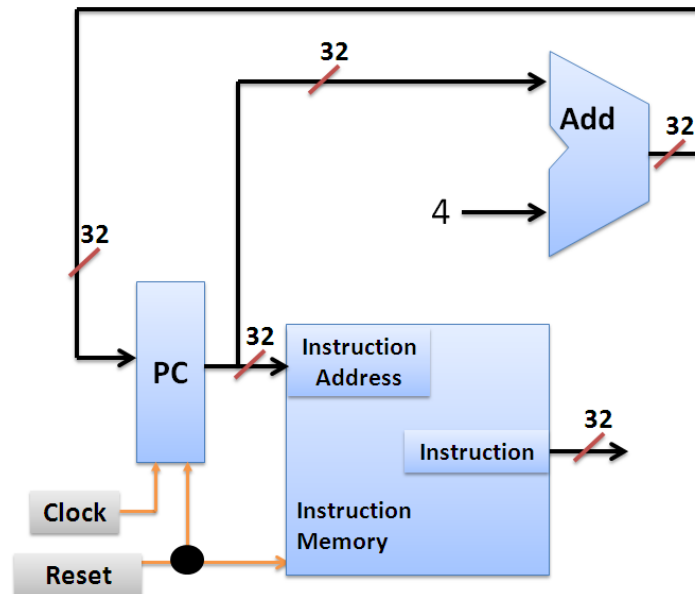 32
Add
32
4
32
PC
32
Instruction
Address
32
Instruction
Clock
Instruction
Memory
Reset